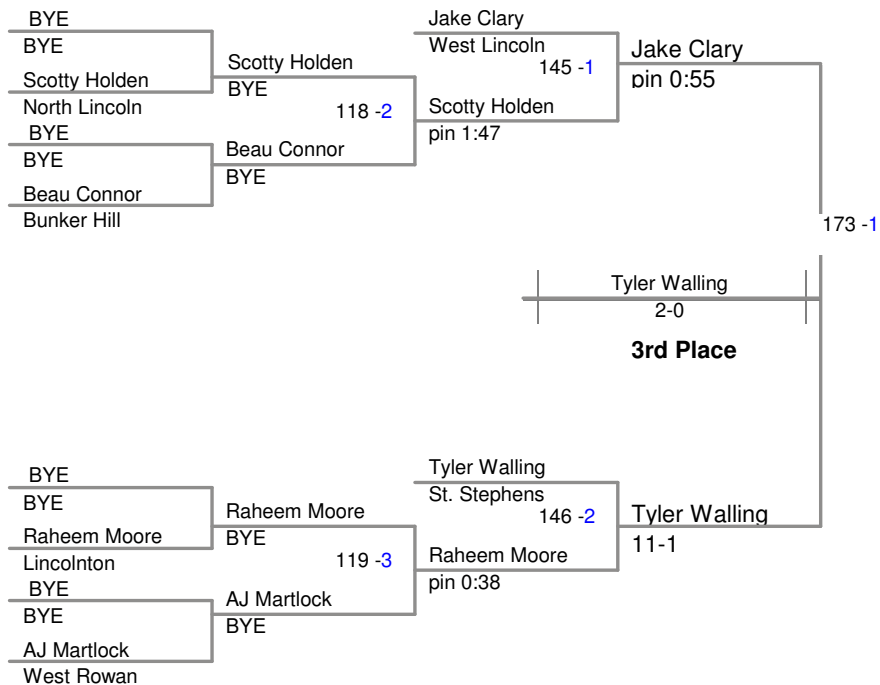 BYE
BYE
Scotty Holden
North Lincoln
BYE
BYE
Beau Connor
Bunker Hill
Scotty Holden
BYE
118 -2
Beau Connor
BYE
Jake Clary
West Lincoln
145 -1
Scotty Holden
pin 1:47
Jake Clary
pin 0:55
173 -1
Tyler Walling
2-0
3rd Place
BYE
BYE
Raheem Moore
Lincolnton
BYE
BYE
AJ Martlock
West Rowan
Raheem Moore
BYE
119 -3
AJ Martlock
BYE
Tyler Walling
St. Stephens
146 -2
Raheem Moore
pin 0:38
Tyler Walling
11-1